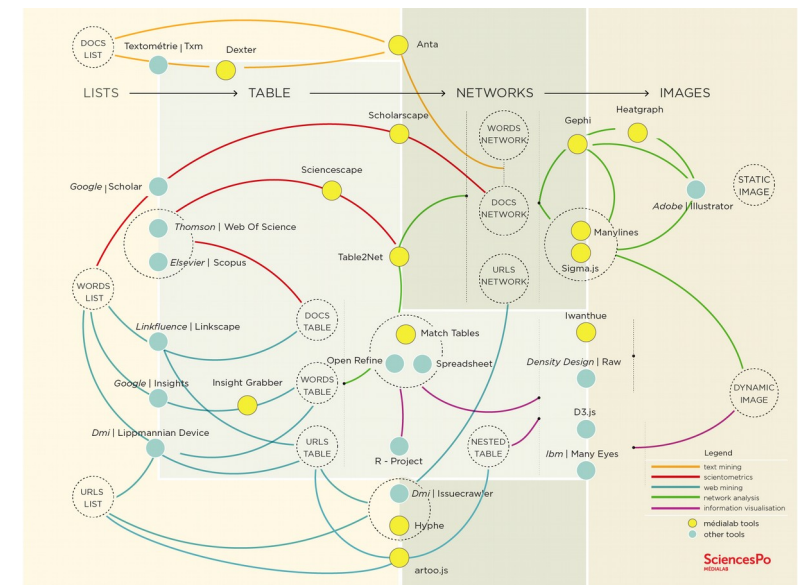 DOCS
LIST
Textométrie | Txm
Dexter
Anta
LISTS
TABLE
NETWORKS
IMAGES
Scholarscape
WORDS
NETWORK
Gephi
Heatgraph
Google | Scholar
Sciencescape
DOCS
NETWORK
STATIC
IMAGE
Adobe | Illustrator
Thomson | Web Of Science
Elsevier | Scopus
Table2Net
Manylines
Sigma.js
URLS
NETWORK
WORDS
LIST
DOCS
TABLE
Linkfluence | Linkscape
Match Tables
Iwanthue
Open Refine
Spreadsheet
Density Design | Raw
Google | Insights
Insight Grabber
WORDS
TABLE
DYNAMIC
IMAGE
D3.js
Dmi | Lippmannian Device
URLS
TABLE
R - Project
NESTED
TABLE
Ibm | Many Eyes
URLS
LIST
Dmi | Issuecrawler
Hyphe
artoo.js
Legend
text mining
scientometrics
web mining
network analysis
information visualisation
médialab tools
other tools
SciencesPo
MÉDIALAB